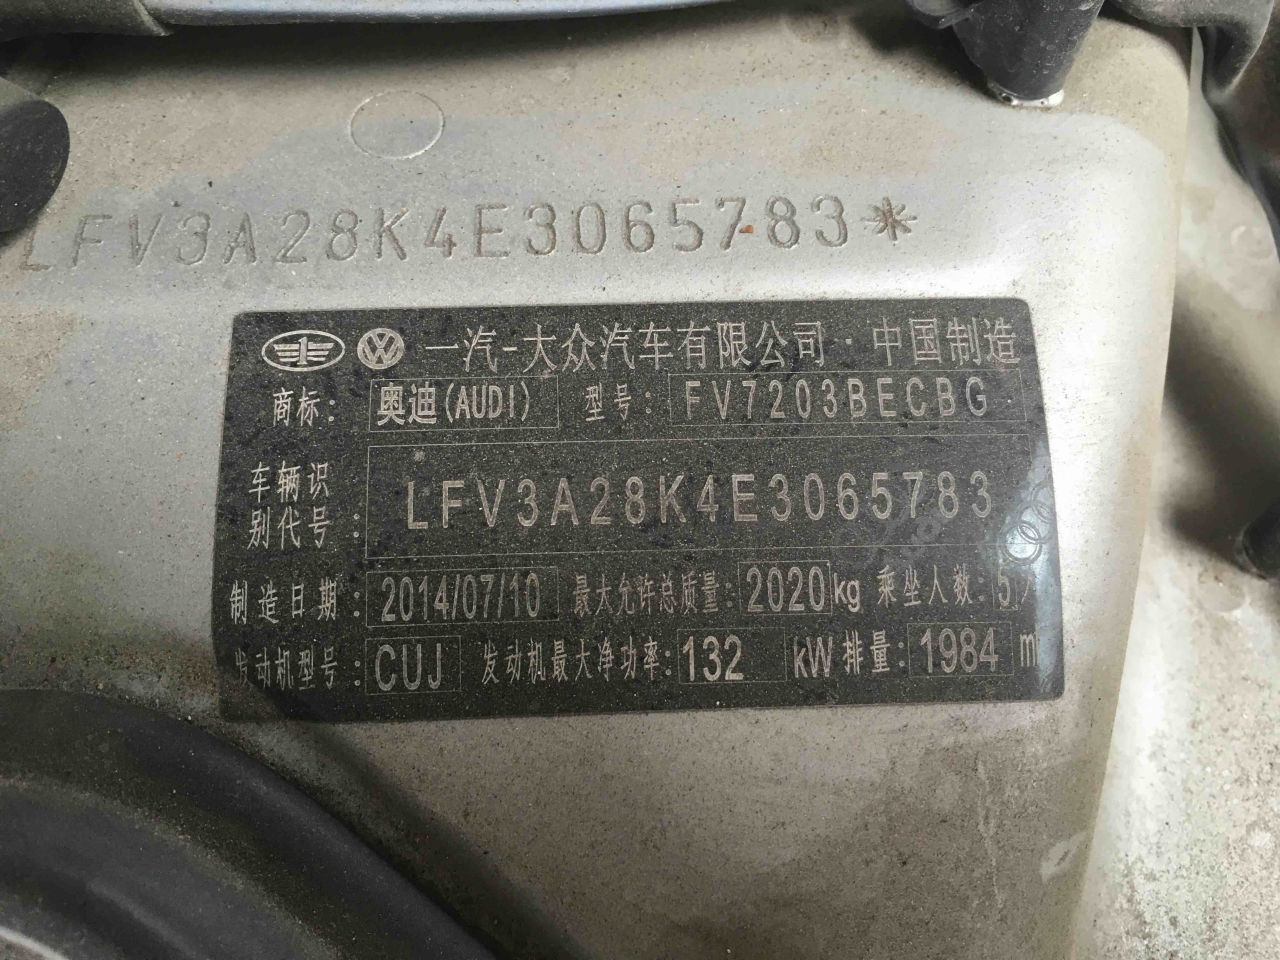 LFV3A28K4E3065783*
一汽-大众汽车有限公司·中国制造
商标: 奥迪(AUDI) 型号: FV7203BECBG
车辆识
别代号: LFV3A28K4E3065783
制造日期: 2014/07/10 最大允许总质量: 2020kg 乘坐人数: 5人
发动机型号: CUJ 发动机最大净功率: 132 kW 排量: 1984 m